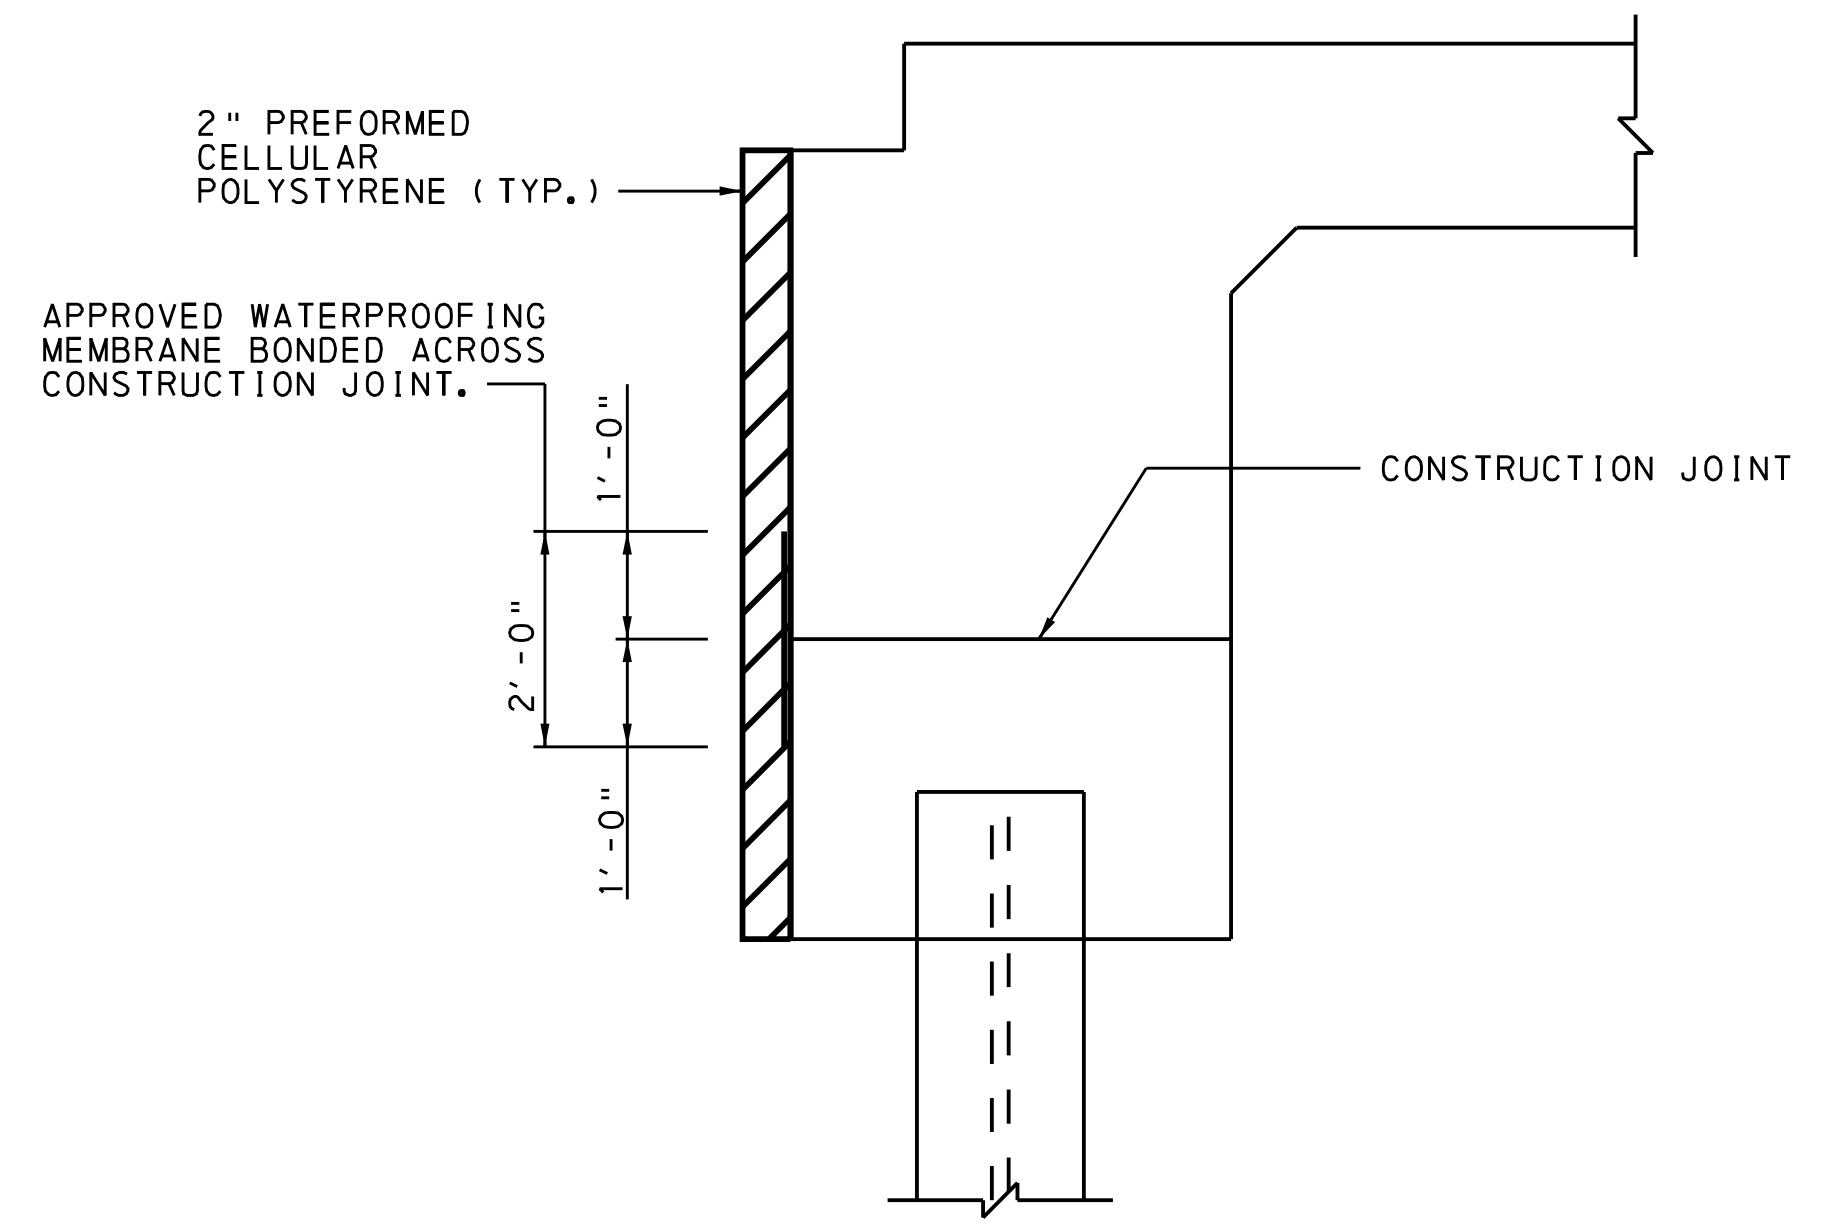 2" PREFORMED
CELLULAR
POLYSTYRENE (TYP.)
APPROVED WATERPROOFING
MEMBRANE BONDED ACROSS
CONSTRUCTION JOINT.
1'-0"
CONSTRUCTION JOINT
2'-0"
1'-0"